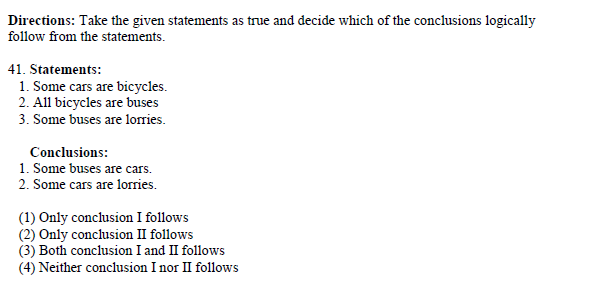 Directions: Take the given statements as true and decide which of the conclusions logically
follow from the statements.
41. Statements:
1. Some cars are bicycles.
2. All bicycles are buses
3. Some buses are lorries.
Conclusions:
1. Some buses are cars.
2. Some cars are lorries.
(1) Only conclusion I follows
(2) Only conclusion II follows
(3) Both conclusion I and II follows
(4) Neither conclusion I nor II follows